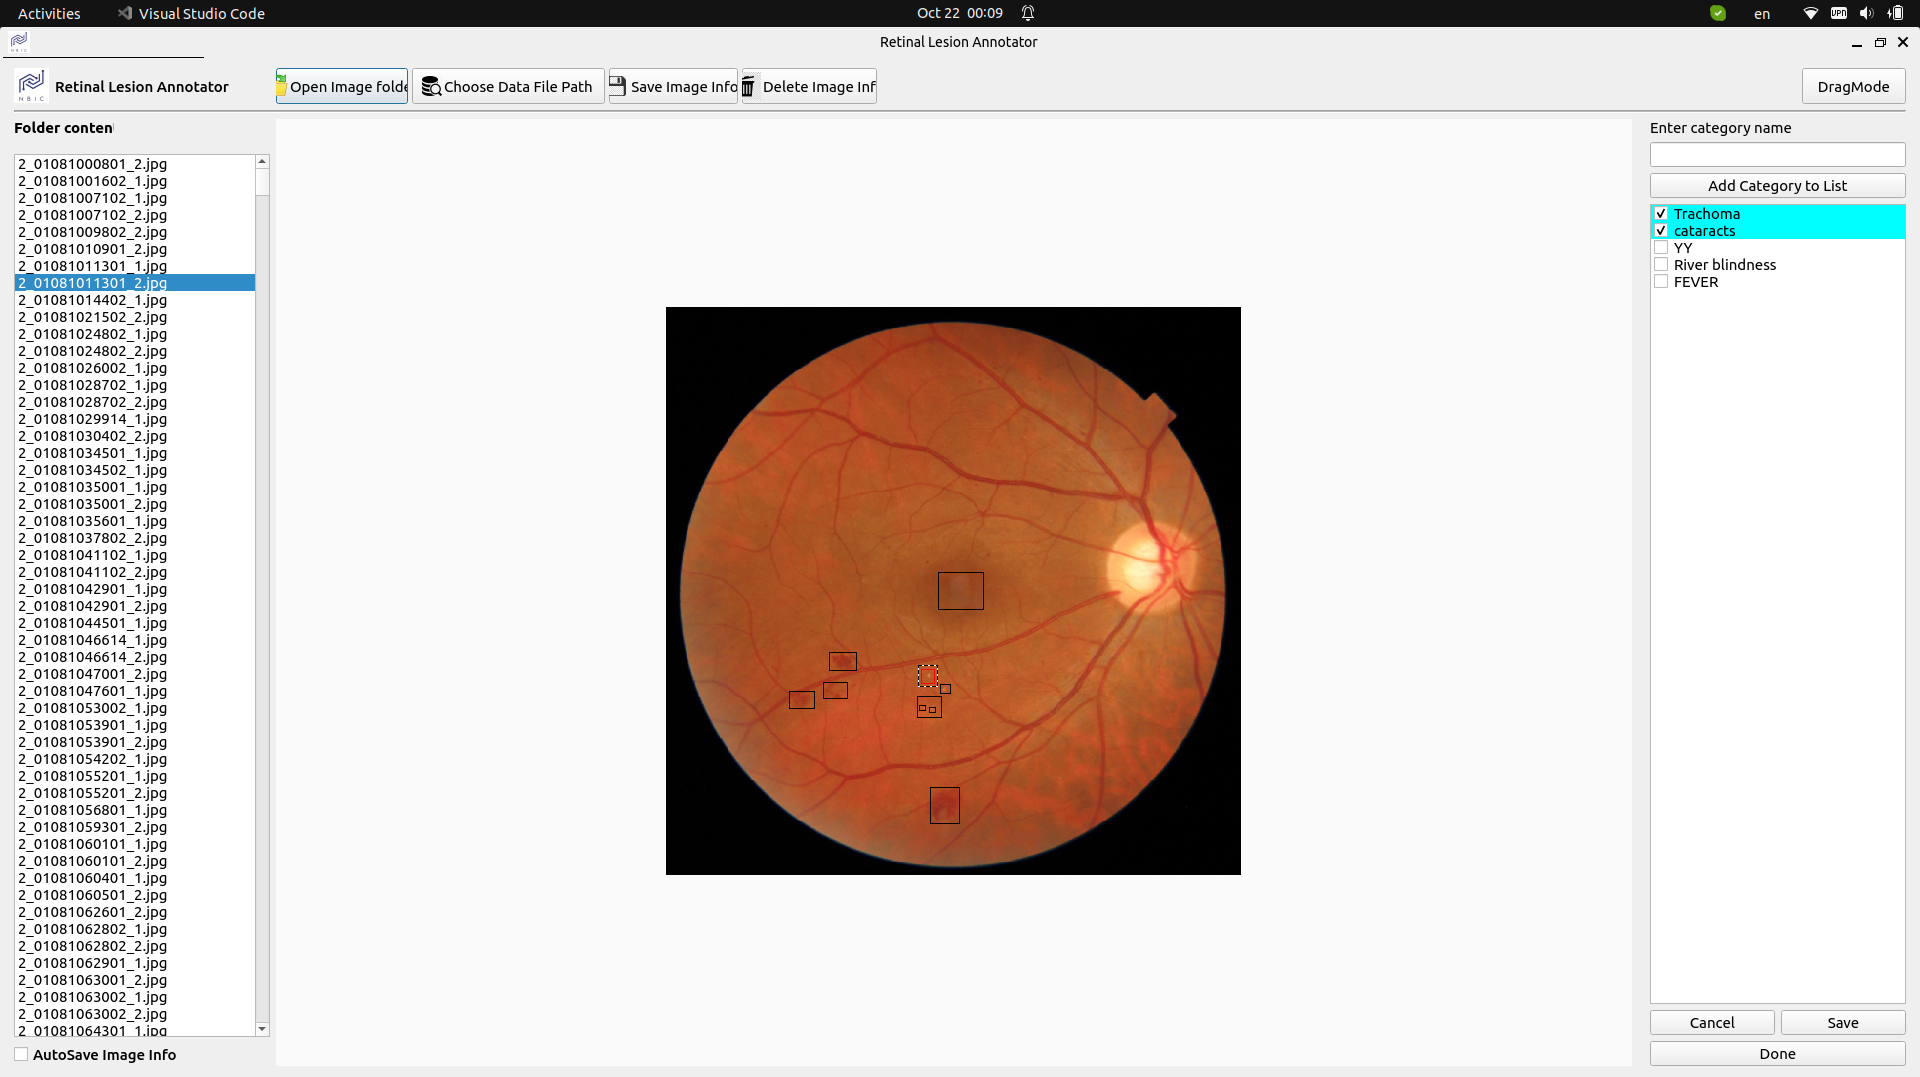 Activities Visual Studio Code Oct 22 00:09 en VPN
Retinal Lesion Annotator
NBIC Retinal Lesion Annotator Open Image folde Choose Data File Path Save Image Info Delete Image Inf DragMode
Folder conten
2_01081000801_2.jpg
2_01081001602_1.jpg
2_01081007102_1.jpg
2_01081007102_2.jpg
2_01081009802_2.jpg
2_01081010901_2.jpg
2_01081011301_1.jpg
2_01081011301_2.jpg
2_01081014402_1.jpg
2_01081021502_2.jpg
2_01081024802_1.jpg
2_01081024802_2.jpg
2_01081026002_1.jpg
2_01081028702_1.jpg
2_01081028702_2.jpg
2_01081029914_1.jpg
2_01081030402_2.jpg
2_01081034501_1.jpg
2_01081034502_1.jpg
2_01081035001_1.jpg
2_01081035001_2.jpg
2_01081035601_1.jpg
2_01081037802_2.jpg
2_01081041102_1.jpg
2_01081041102_2.jpg
2_01081042901_1.jpg
2_01081042901_2.jpg
2_01081044501_1.jpg
2_01081046614_1.jpg
2_01081046614_2.jpg
2_01081047001_2.jpg
2_01081047601_1.jpg
2_01081053002_1.jpg
2_01081053901_1.jpg
2_01081053901_2.jpg
2_01081054202_1.jpg
2_01081055201_1.jpg
2_01081055201_2.jpg
2_01081056801_1.jpg
2_01081059301_2.jpg
2_01081060101_1.jpg
2_01081060101_2.jpg
2_01081060401_1.jpg
2_01081060501_2.jpg
2_01081062601_2.jpg
2_01081062802_1.jpg
2_01081062802_2.jpg
2_01081062901_1.jpg
2_01081063001_2.jpg
2_01081063002_1.jpg
2_01081063002_2.jpg
2_01081064301_1.jpg
AutoSave Image Info
Enter category name
Add Category to List
Trachoma
cataracts
YY
River blindness
FEVER
Cancel Save
Done